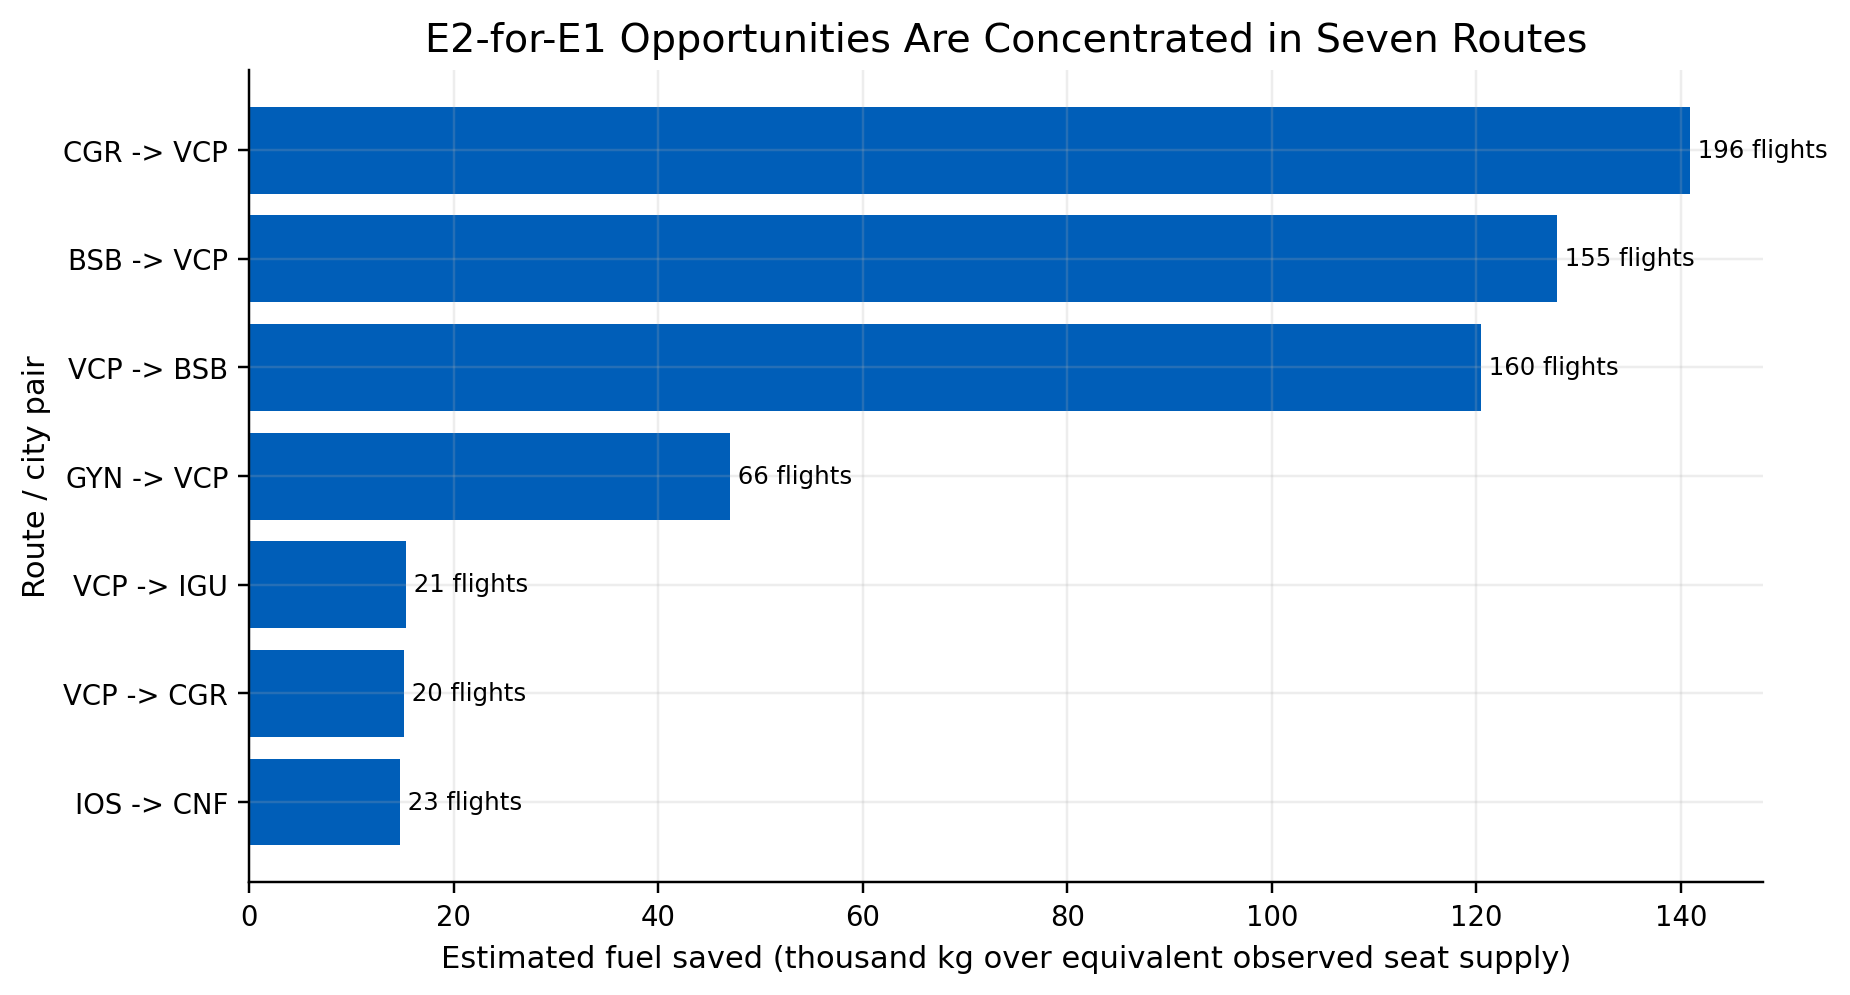 E2-for-E1 Opportunities Are Concentrated in Seven Routes
CGR -> VCP
196 flights
BSB -> VCP
155 flights
VCP -> BSB
160 flights
GYN -> VCP
66 flights
VCP -> IGU
21 flights
VCP -> CGR
20 flights
IOS -> CNF
23 flights
Route / city pair
0 20 40 60 80 100 120 140
Estimated fuel saved (thousand kg over equivalent observed seat supply)